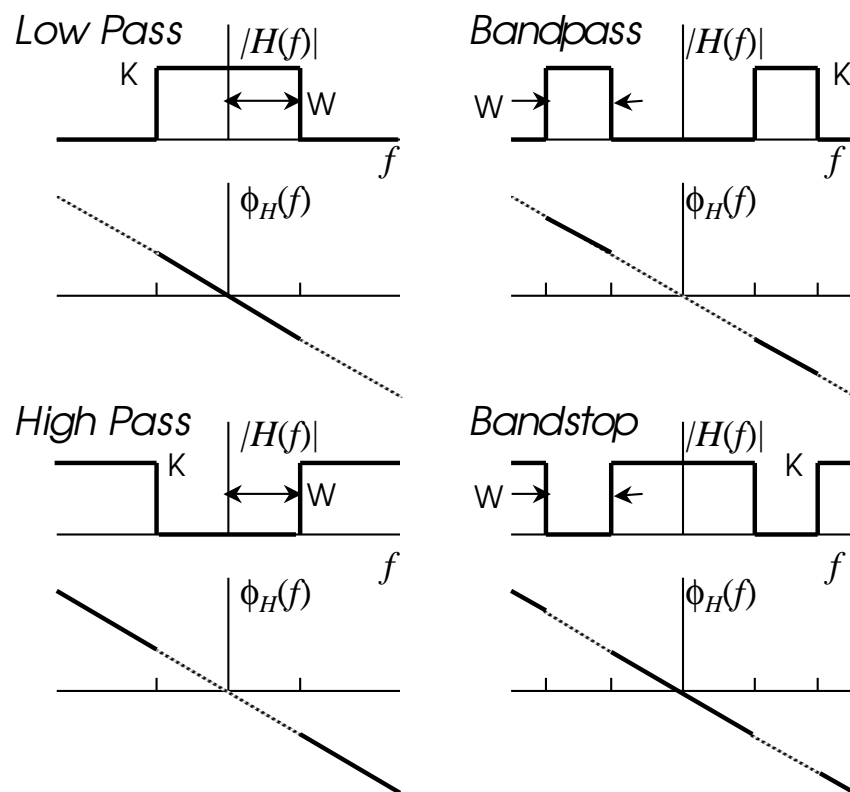 Low Pass
|H(f)|
K
W
f
ϕH(f)
Bandpass
|H(f)|
K
W
f
ϕH(f)
High Pass
|H(f)|
K
W
f
ϕH(f)
Bandstop
|H(f)|
K
W
f
ϕH(f)